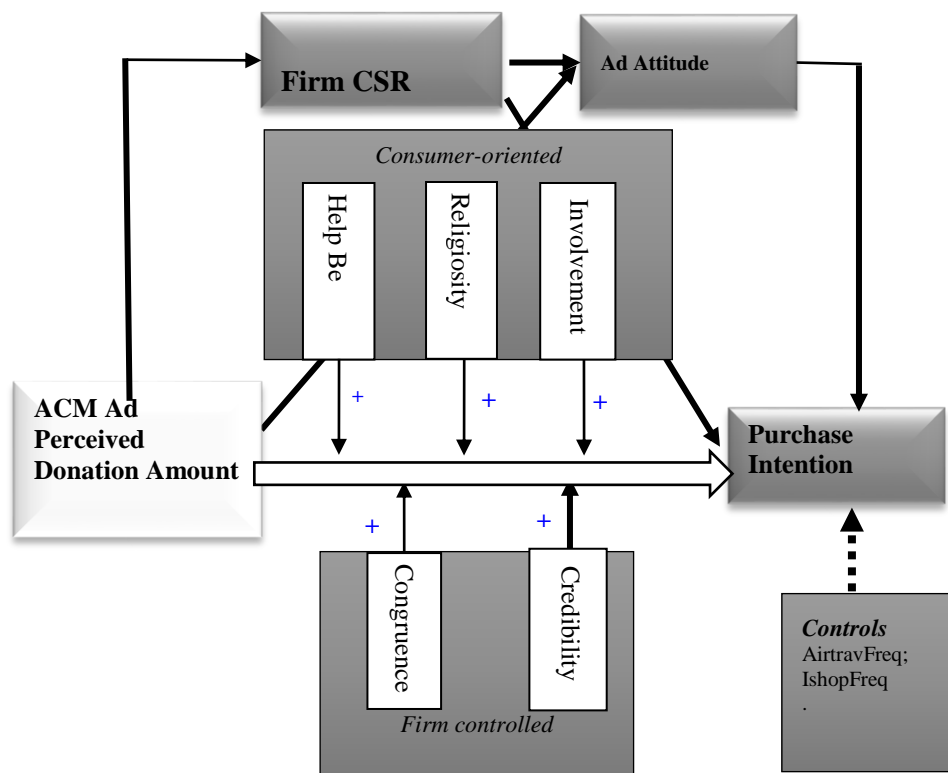 Firm CSR
Ad Attitude
Consumer-oriented
Help Be
Religiosity
Involvement
+
+
+
ACM Ad
Perceived
Donation Amount
Purchase
Intention
+
+
Congruence
Credibility
Firm controlled
Controls
AirtravFreq;
IshopFreq
.